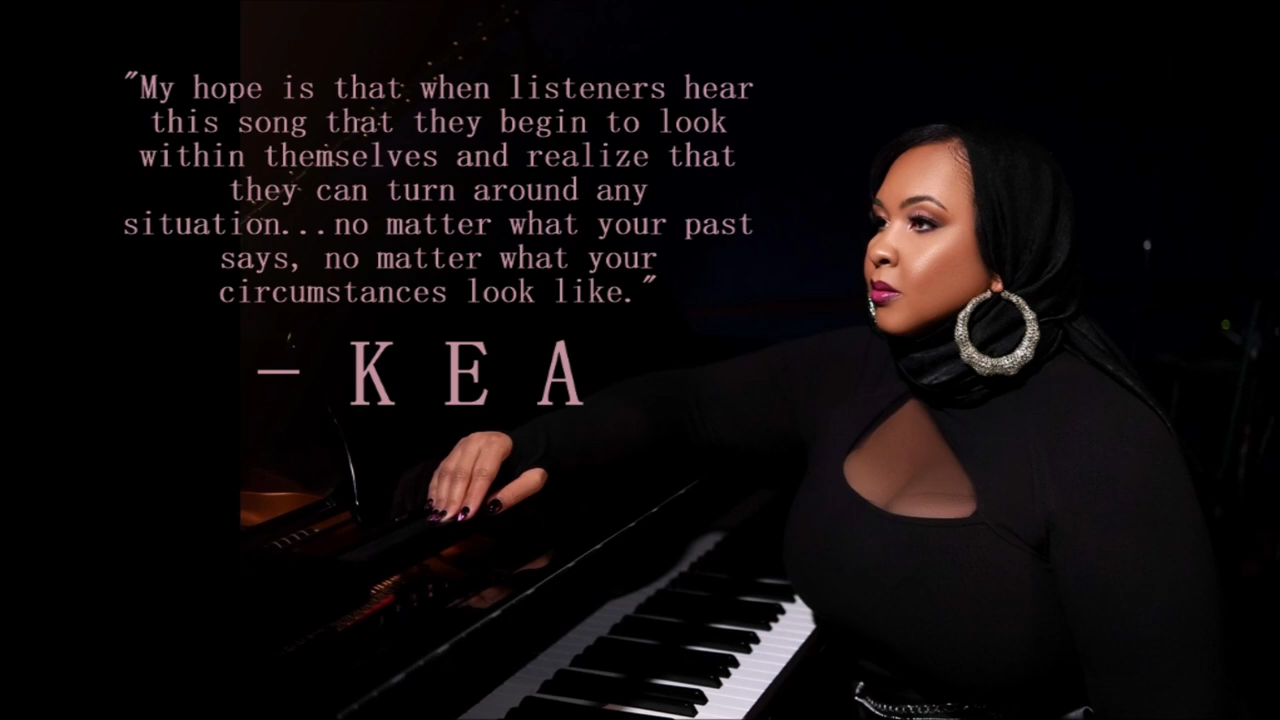 "My hope is that when listeners hear
this song that they begin to look
within themselves and realize that
they can turn around any
situation...no matter what your past
says, no matter what your
circumstances look like."
- K E A